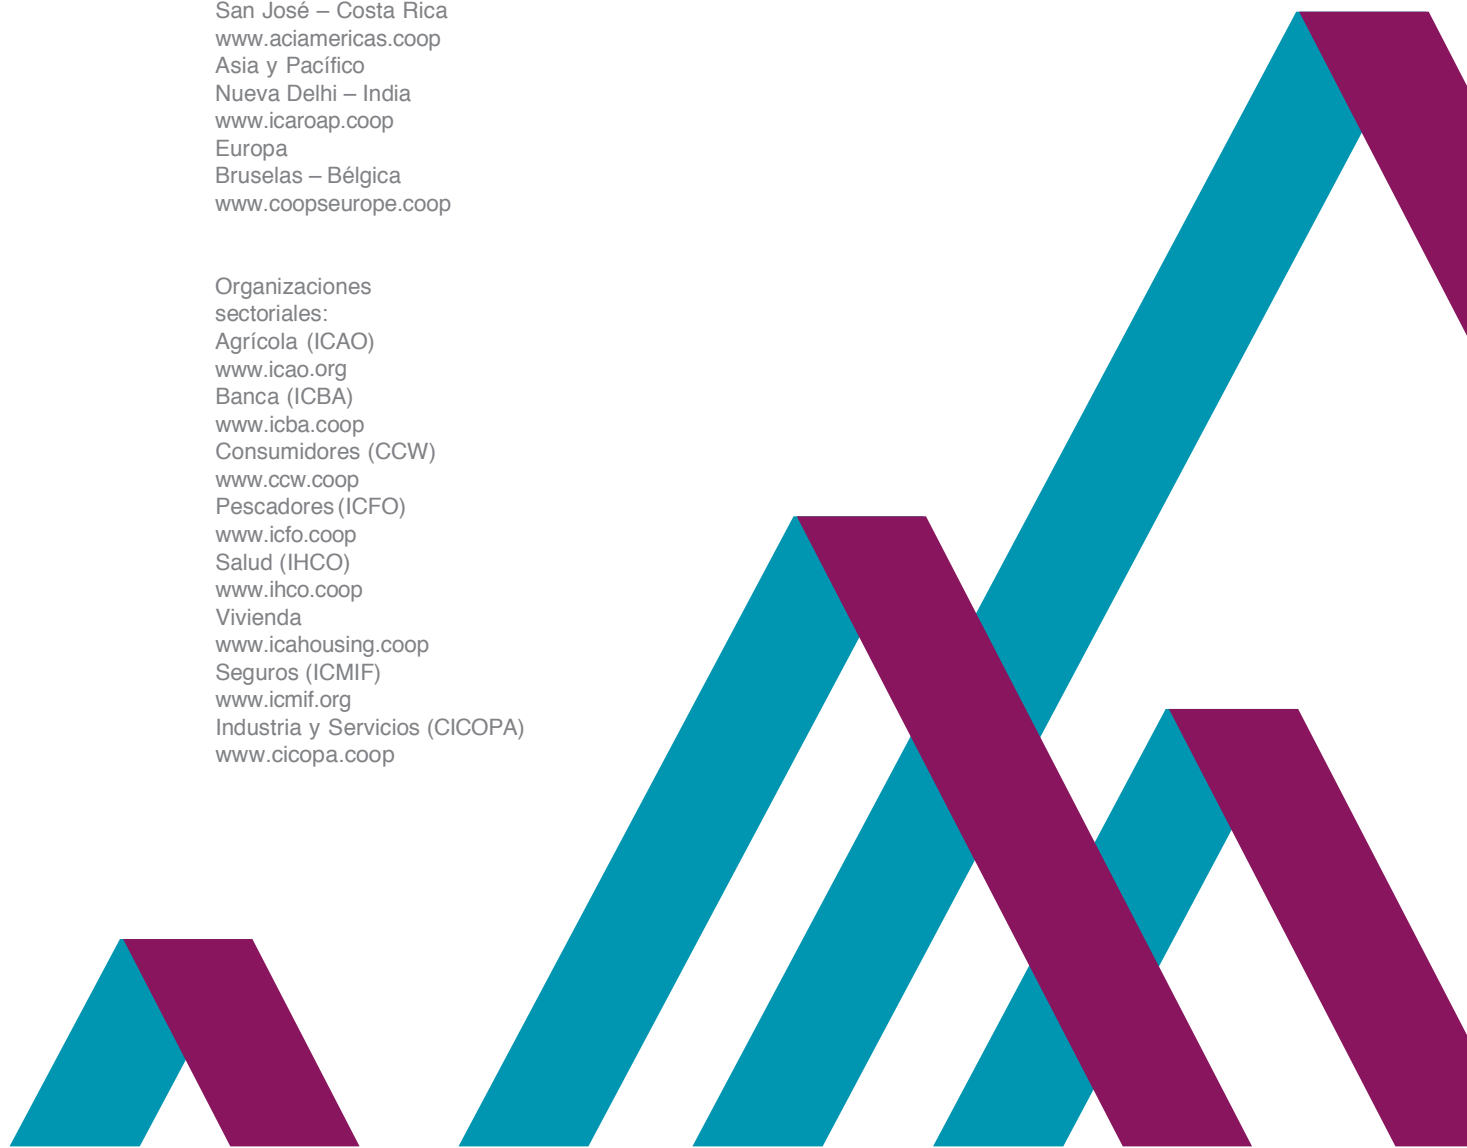 San José – Costa Rica
www.aciamericas.coop
Asia y Pacífico
Nueva Delhi – India
www.icaroap.coop
Europa
Bruselas – Bélgica
www.coopseurope.coop
Organizaciones
sectoriales:
Agrícola (ICAO)
www.icao.org
Banca (ICBA)
www.icba.coop
Consumidores (CCW)
www.ccw.coop
Pescadores (ICFO)
www.icfo.coop
Salud (IHCO)
www.ihco.coop
Vivienda
www.icahousing.coop
Seguros (ICMIF)
www.icmif.org
Industria y Servicios (CICOPA)
www.cicopa.coop